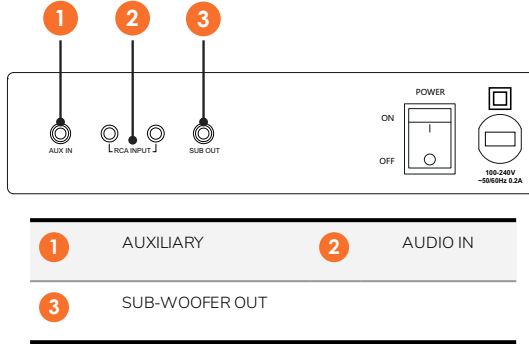 1 2 3
POWER
ON
AUX IN RCA INPUT SUB OUT
OFF
100-240V
~50/60Hz 0.2A
1 AUXILIARY 2 AUDIO IN
3 SUB-WOOFER OUT